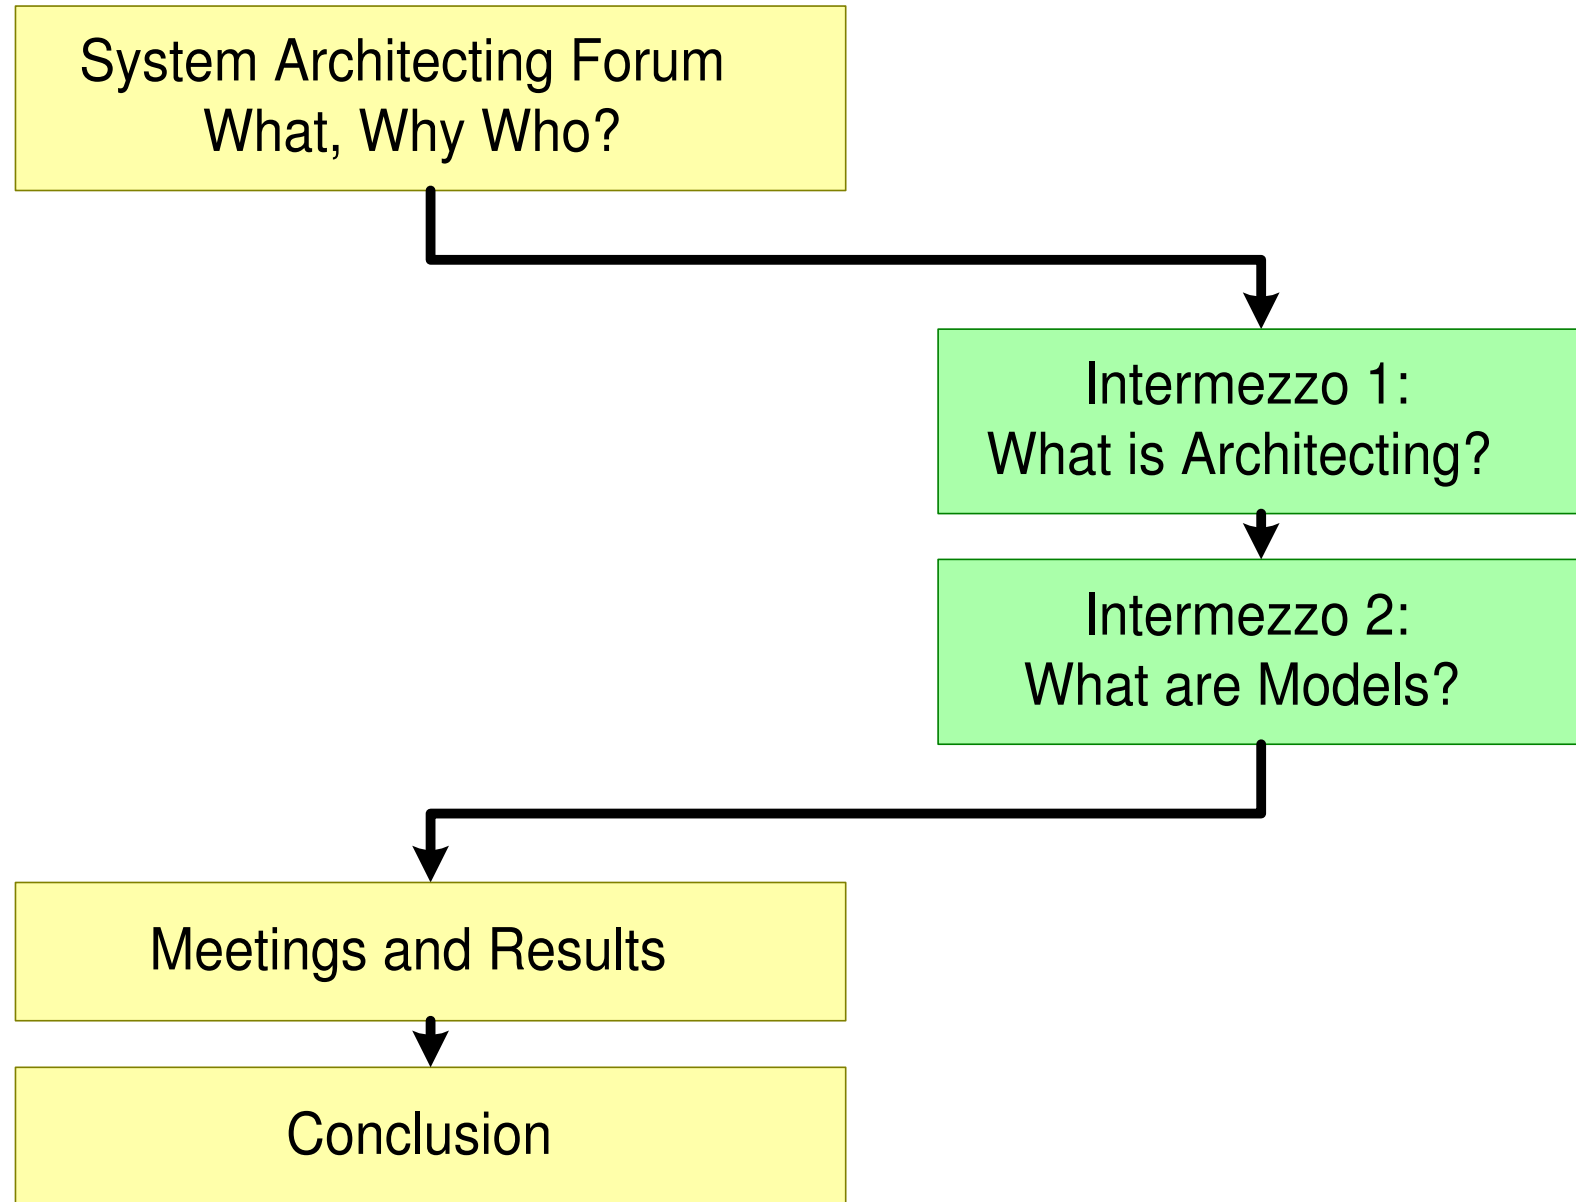 System Architecting Forum
What, Why Who?
Intermezzo 1:
What is Architecting?
Intermezzo 2:
What are Models?
Meetings and Results
Conclusion